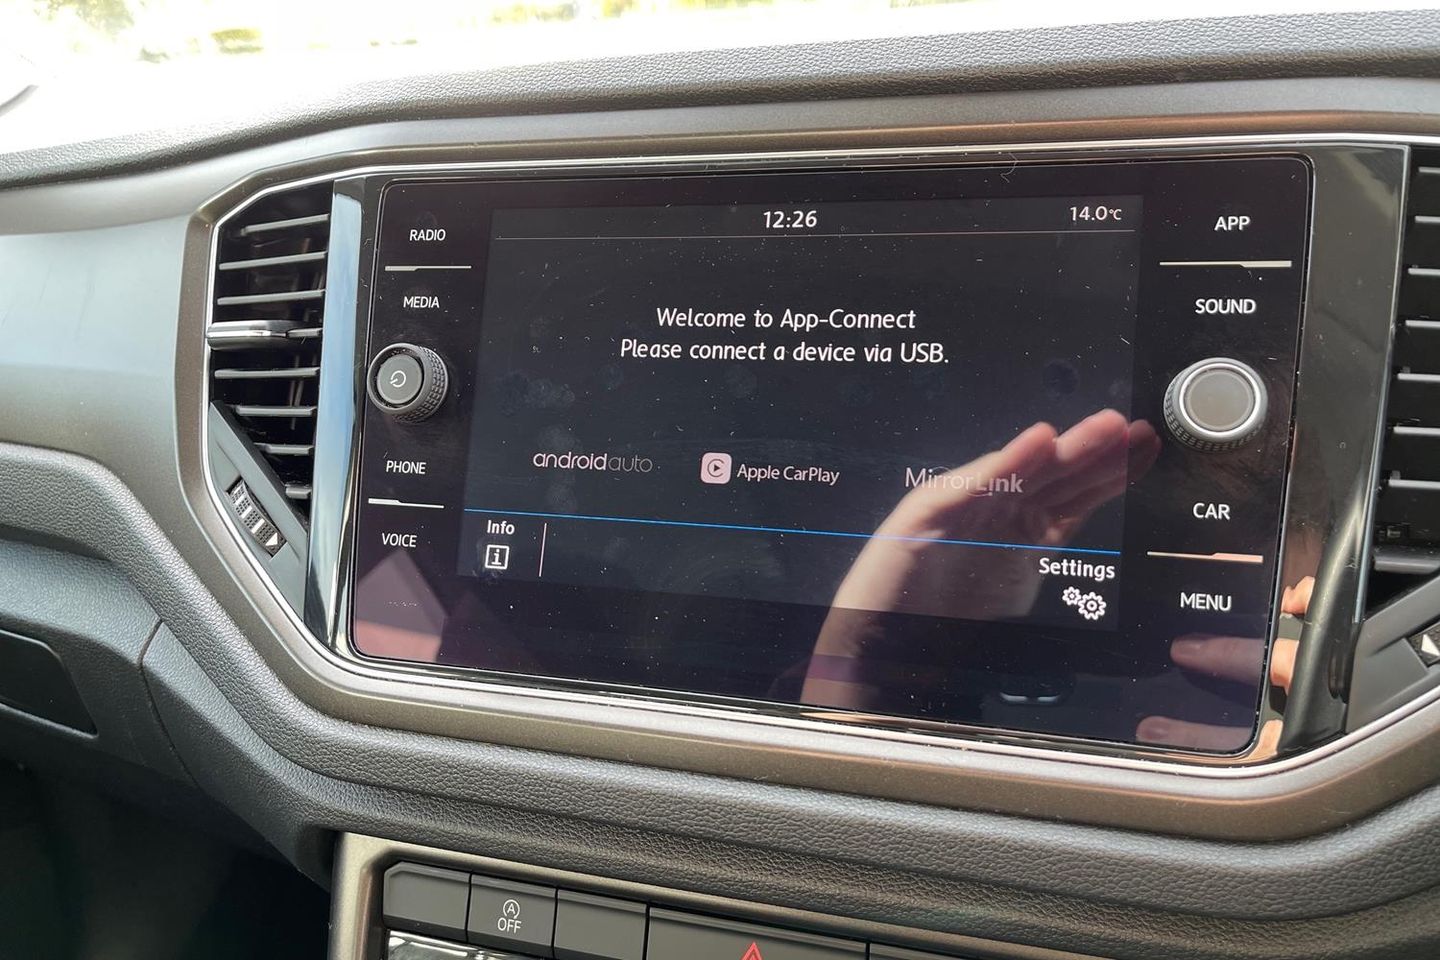 12:26
14.0°C
RADIO
MEDIA
PHONE
VOICE
Welcome to App-Connect
Please connect a device via USB.
androidauto
Apple CarPlay
MirrorLink
Info
i
Settings
APP
SOUND
CAR
MENU
A
OFF